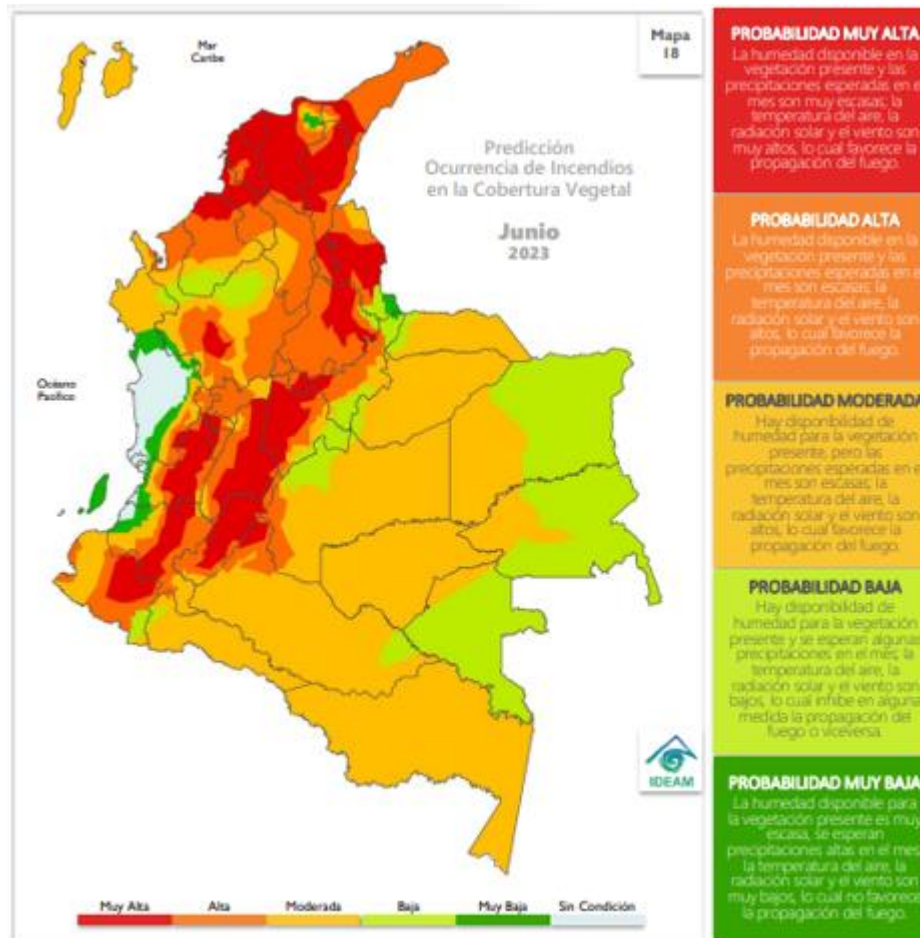 Mar
Caribe
Mapa
18
Predicción
Ocurrencia de Incendios
en la Cobertura Vegetal
Junio
2023
Océano
Pacífico
IDEAM
Muy Alta
Alta
Moderada
Baja
Muy Baja
Sin Condición
PROBABILIDAD MUY ALTA
La humedad disponible en la
vegetación presente y las
precipitaciones esperadas en e
mes son muy escasas; la
temperatura del aire, la
radiación solar y el viento son
muy altos, lo cual favorece la
propagación del fuego.
PROBABILIDAD ALTA
La humedad disponible en la
vegetación presente y las
precipitaciones esperadas en
mes son escasas; la
temperatura del aire, la
radiación solar y el viento son
altos, lo cual favorece la
propagación del fuego.
PROBABILIDAD MODERADA
Hay disponibilidad de
humedad para la vegetación
presente, pero las
precipitaciones esperadas en e
mes son escasas; la
temperatura del aire, la
radiación solar y el viento son
altos, lo cual favorece la
propagación del fuego.
PROBABILIDAD BAJA
Hay disponibilidad de
humedad para la vegetación
presente y se esperan alguna
precipitaciones en el mes; la
temperatura del aire, la
radiación solar y el viento son
bajos, lo cual inhibe en alguna
medida la propagación del
fuego o viceversa.
PROBABILIDAD MUY BAJA
La humedad disponible para
la vegetación presente es muy
escasa, se esperan
precipitaciones altas en el mes
la temperatura del aire, la
radiación solar y el viento son
muy bajos, lo cual no favorece
la propagación del fuego.